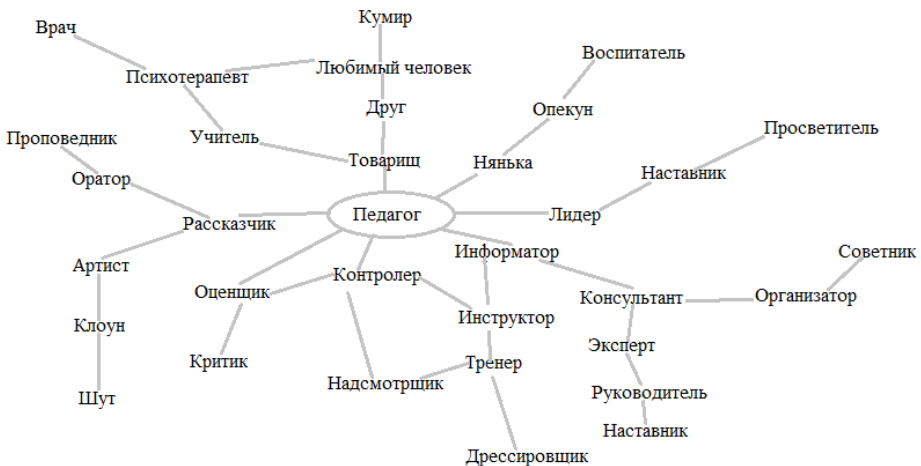 Кумир
Врач
Воспитатель
Любимый человек
Психотерапевт
Друг
Опекун
Просветитель
Проповедник
Учитель
Товарищ
Нянька
Наставник
Оратор
Педагог
Лидер
Рассказчик
Информатор
Советник
Артист
Контролер
Оценщик
Консультант
Организатор
Клоун
Инструктор
Эксперт
Критик
Тренер
Надсмотрщик
Руководитель
Шут
Наставник
Дрессировщик